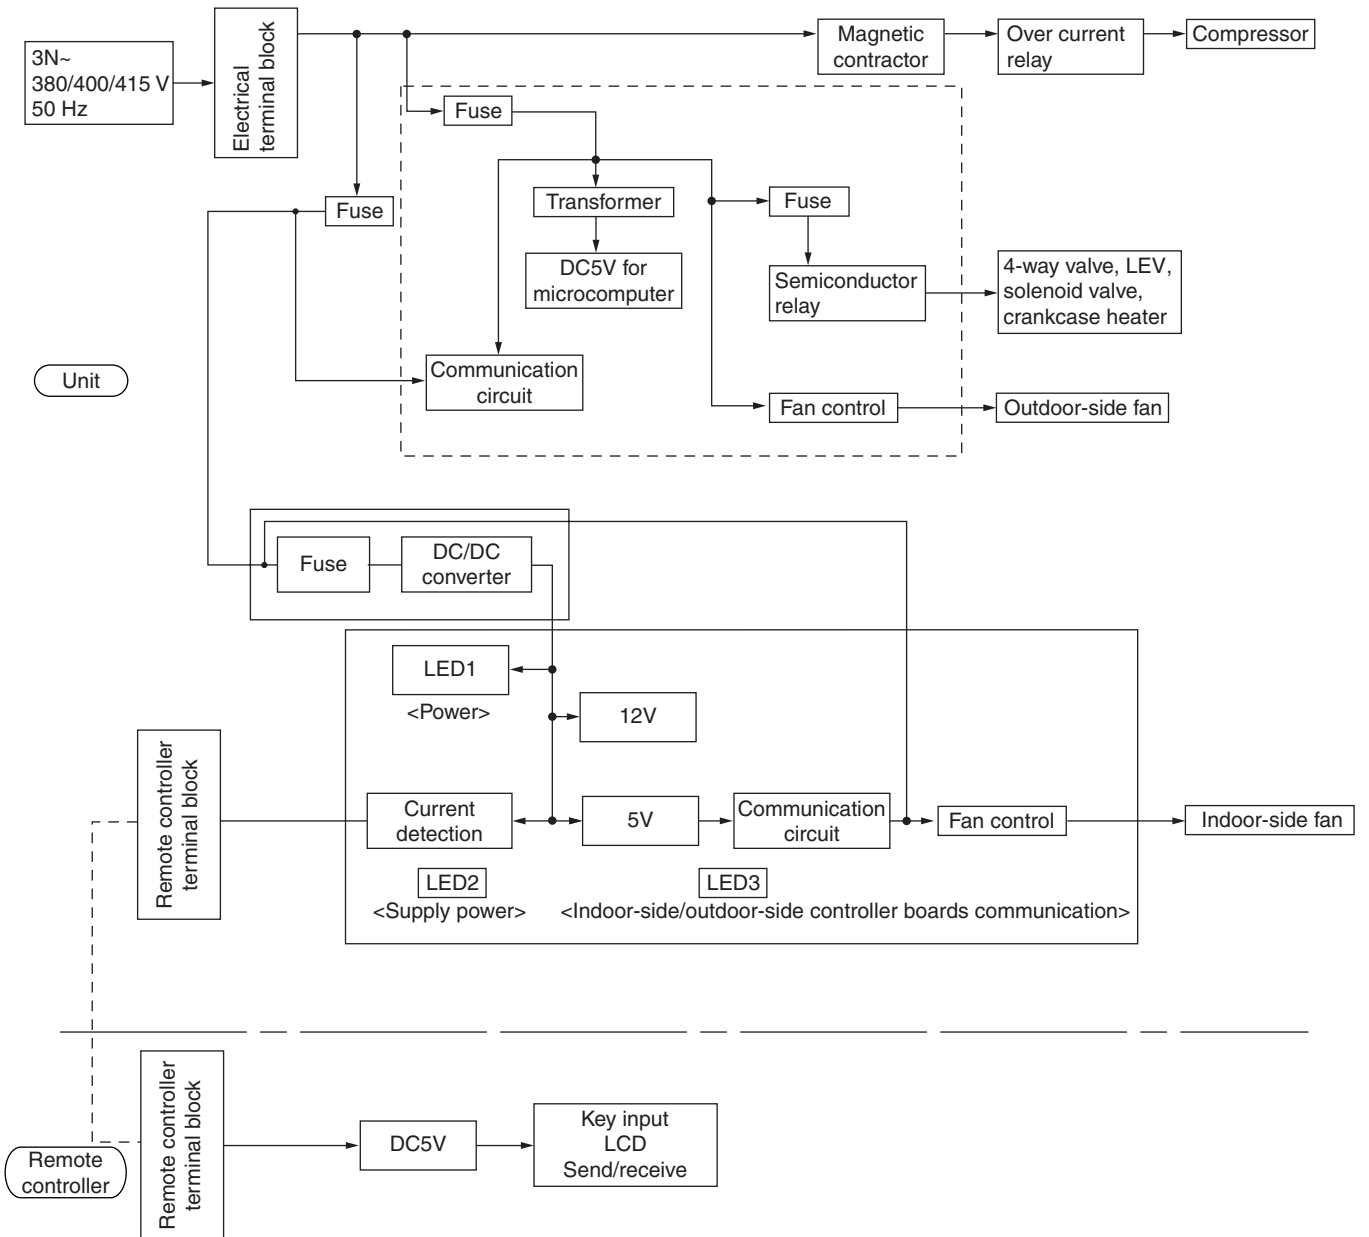 3N~
380/400/415 V
50 Hz
Electrical
terminal block
Magnetic
contractor
Over current
relay
Compressor
Fuse
Fuse
Transformer
Fuse
DC5V for
microcomputer
Semiconductor
relay
4-way valve, LEV,
solenoid valve,
crankcase heater
Unit
Communication
circuit
Fan control
Outdoor-side fan
Fuse
DC/DC
converter
LED1
<Power>
12V
Remote controller
terminal block
Current
detection
5V
Communication
circuit
Fan control
Indoor-side fan
LED2
<Supply power>
LED3
<Indoor-side/outdoor-side controller boards communication>
Remote
controller
Remote controller
terminal block
DC5V
Key input
LCD
Send/receive